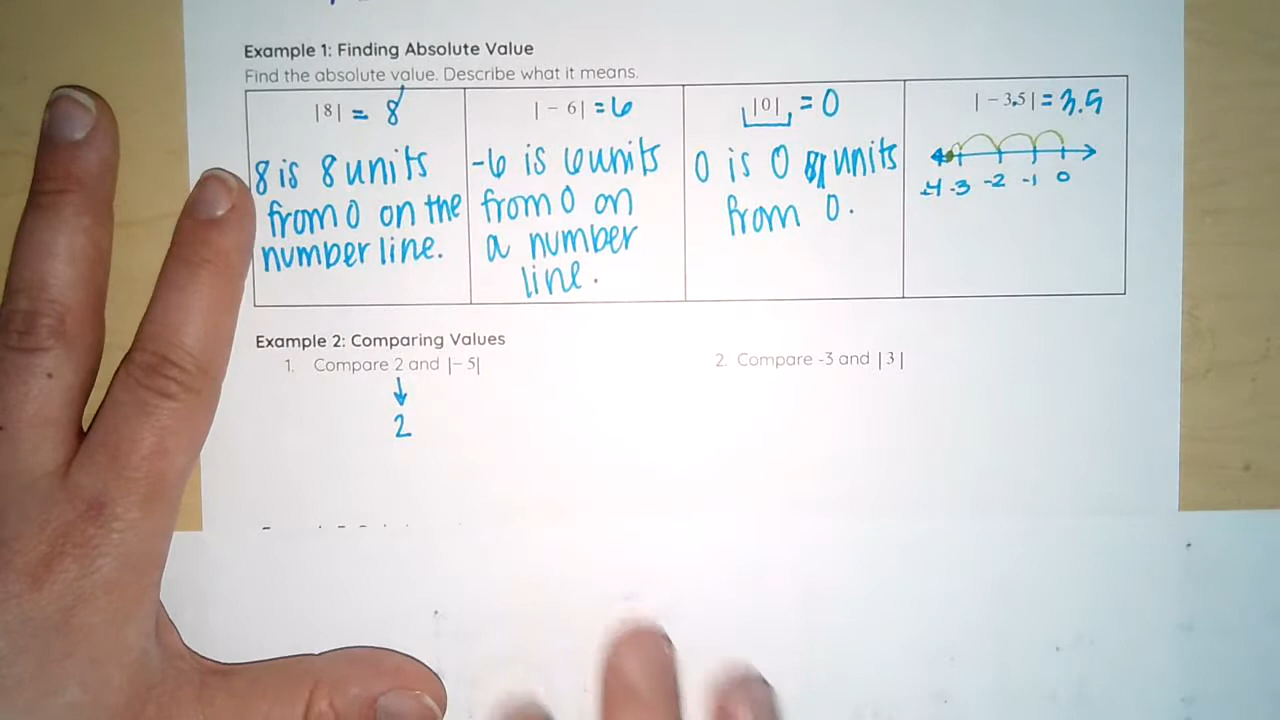 Example 1: Finding Absolute Value
Find the absolute value. Describe what it means.
|8| = 8
8 is 8 units
from 0 on the
number line.
|− 6| = 6
-6 is 6 units
from 0 on
a number
line.
|0| = 0
0 is 0 units
from 0.
|− 3.5| = 3.5
-4 -3 -2 -1 0
Example 2: Comparing Values
1. Compare 2 and |− 5|
2
2. Compare -3 and |3|